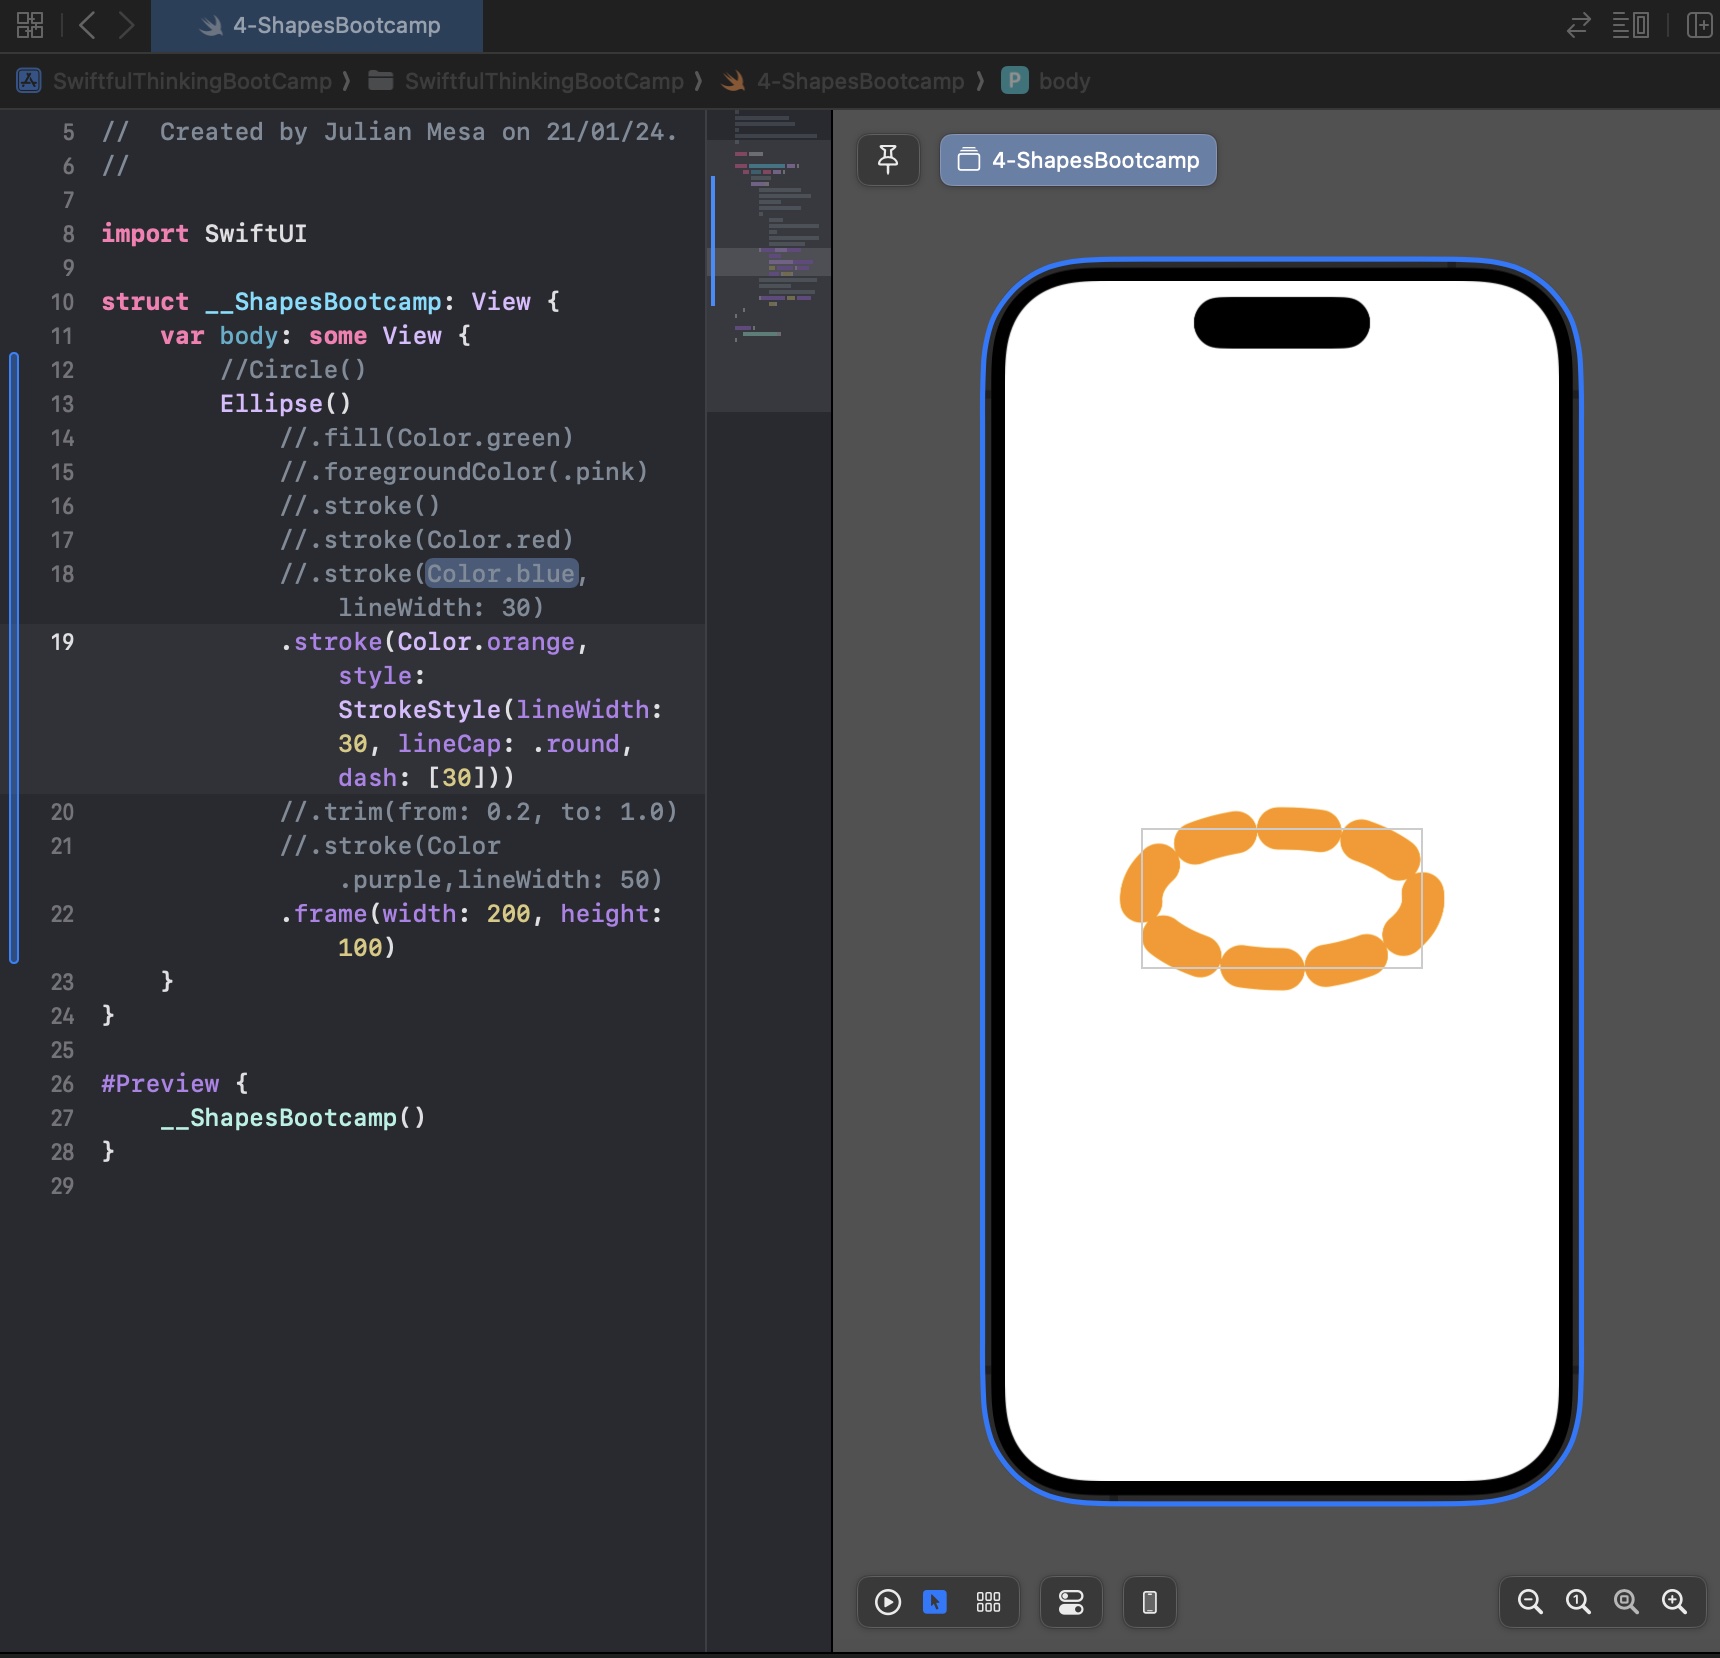 4-ShapesBootcamp
SwiftfulThinkingBootCamp ⟩ SwiftfulThinkingBootCamp ⟩ 4-ShapesBootcamp ⟩ P body
5 //  Created by Julian Mesa on 21/01/24.
6 //
7
8 import SwiftUI
9
10 struct __ShapesBootcamp: View {
11     var body: some View {
12         //Circle()
13         Ellipse()
14             //.fill(Color.green)
15             //.foregroundColor(.pink)
16             //.stroke()
17             //.stroke(Color.red)
18             //.stroke(Color.blue,
                lineWidth: 30)
19             .stroke(Color.orange,
                style:
                StrokeStyle(lineWidth:
                30, lineCap: .round,
                dash: [30]))
20             //.trim(from: 0.2, to: 1.0)
21             //.stroke(Color
                .purple,lineWidth: 50)
22             .frame(width: 200, height:
                100)
23     }
24 }
25
26 #Preview {
27     __ShapesBootcamp()
28 }
29
4-ShapesBootcamp